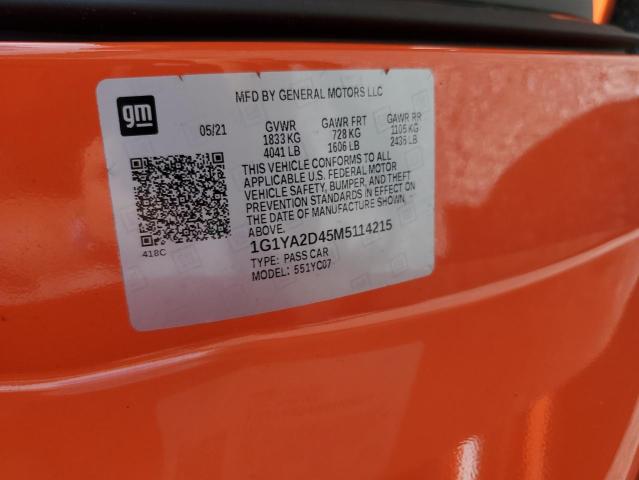 gm
MFD BY GENERAL MOTORS LLC
05/21 GVWR GAWR FRT GAWR RR
1833 KG 728 KG 1105 KG
4041 LB 1606 LB 2436 LB
THIS VEHICLE CONFORMS TO ALL
APPLICABLE U.S. FEDERAL MOTOR
VEHICLE SAFETY, BUMPER, AND THEFT
PREVENTION STANDARDS IN EFFECT ON
THE DATE OF MANUFACTURE SHOWN
ABOVE.
418C
1G1YA2D45M5114215
TYPE: PASS CAR
MODEL: 551YC07